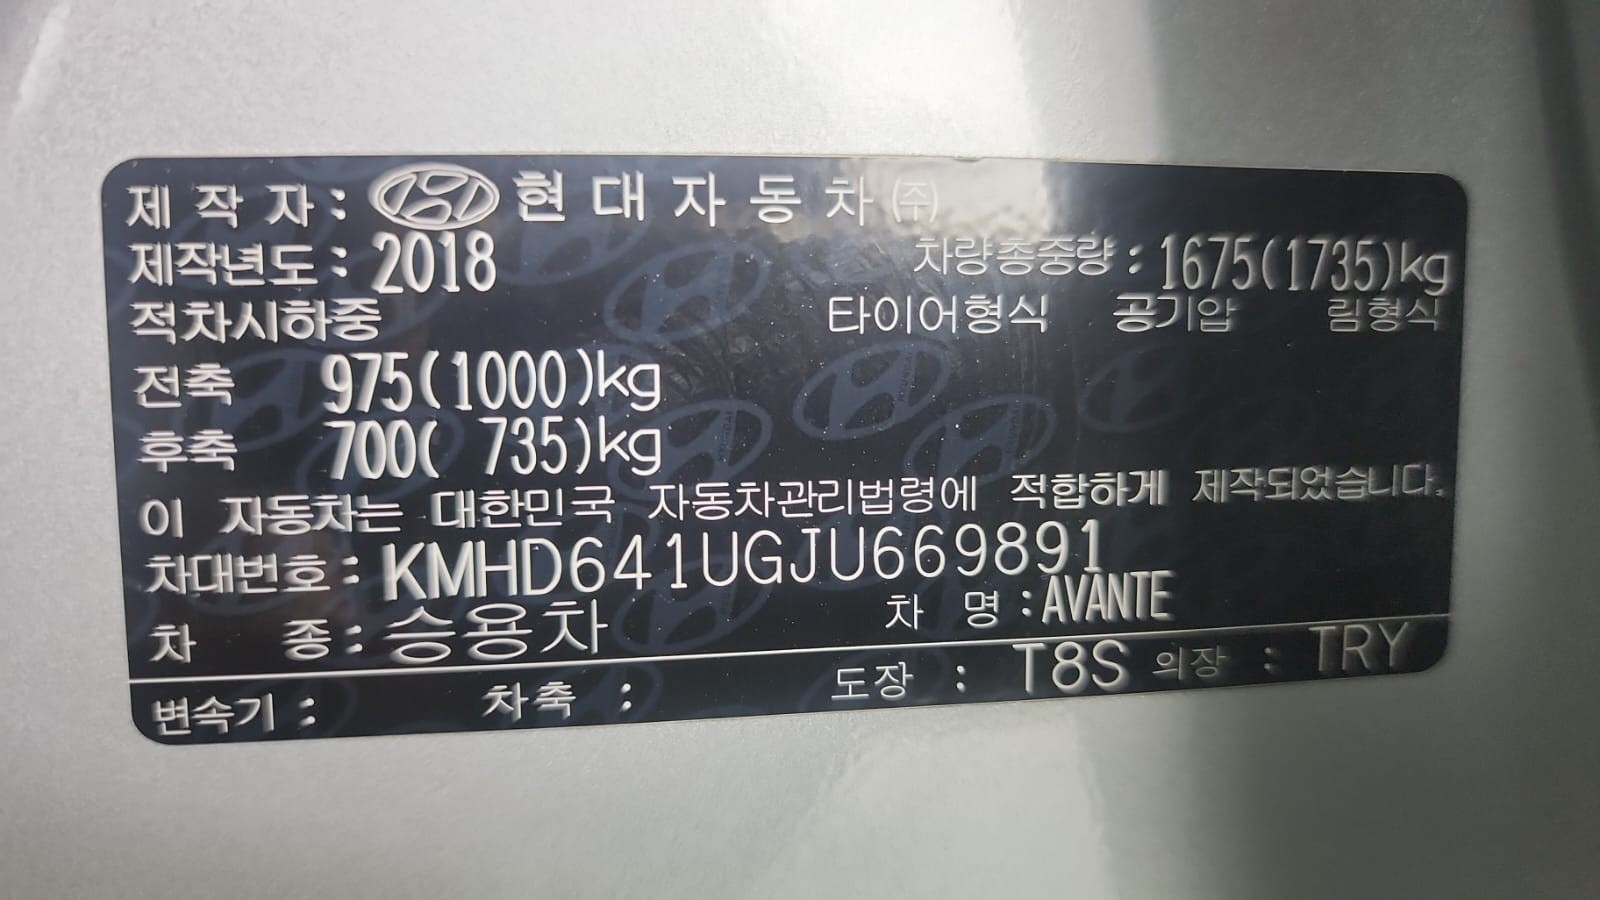 제 작 자 : 현 대 자 동 차 ㈜
제작년도 : 2018 차량총중량 : 1675(1735)kg
적차시하중 타이어형식 공기압 림형식
전축 975(1000)kg
후축 700( 735)kg
이 자동차는 대한민국 자동차관리법령에 적합하게 제작되었습니다.
차대번호 : KMHD641UGJU669891
차 종 : 승용차 차 명 : AVANTE
변속기 : 차축 : 도장 : T8S 의장 : TRY